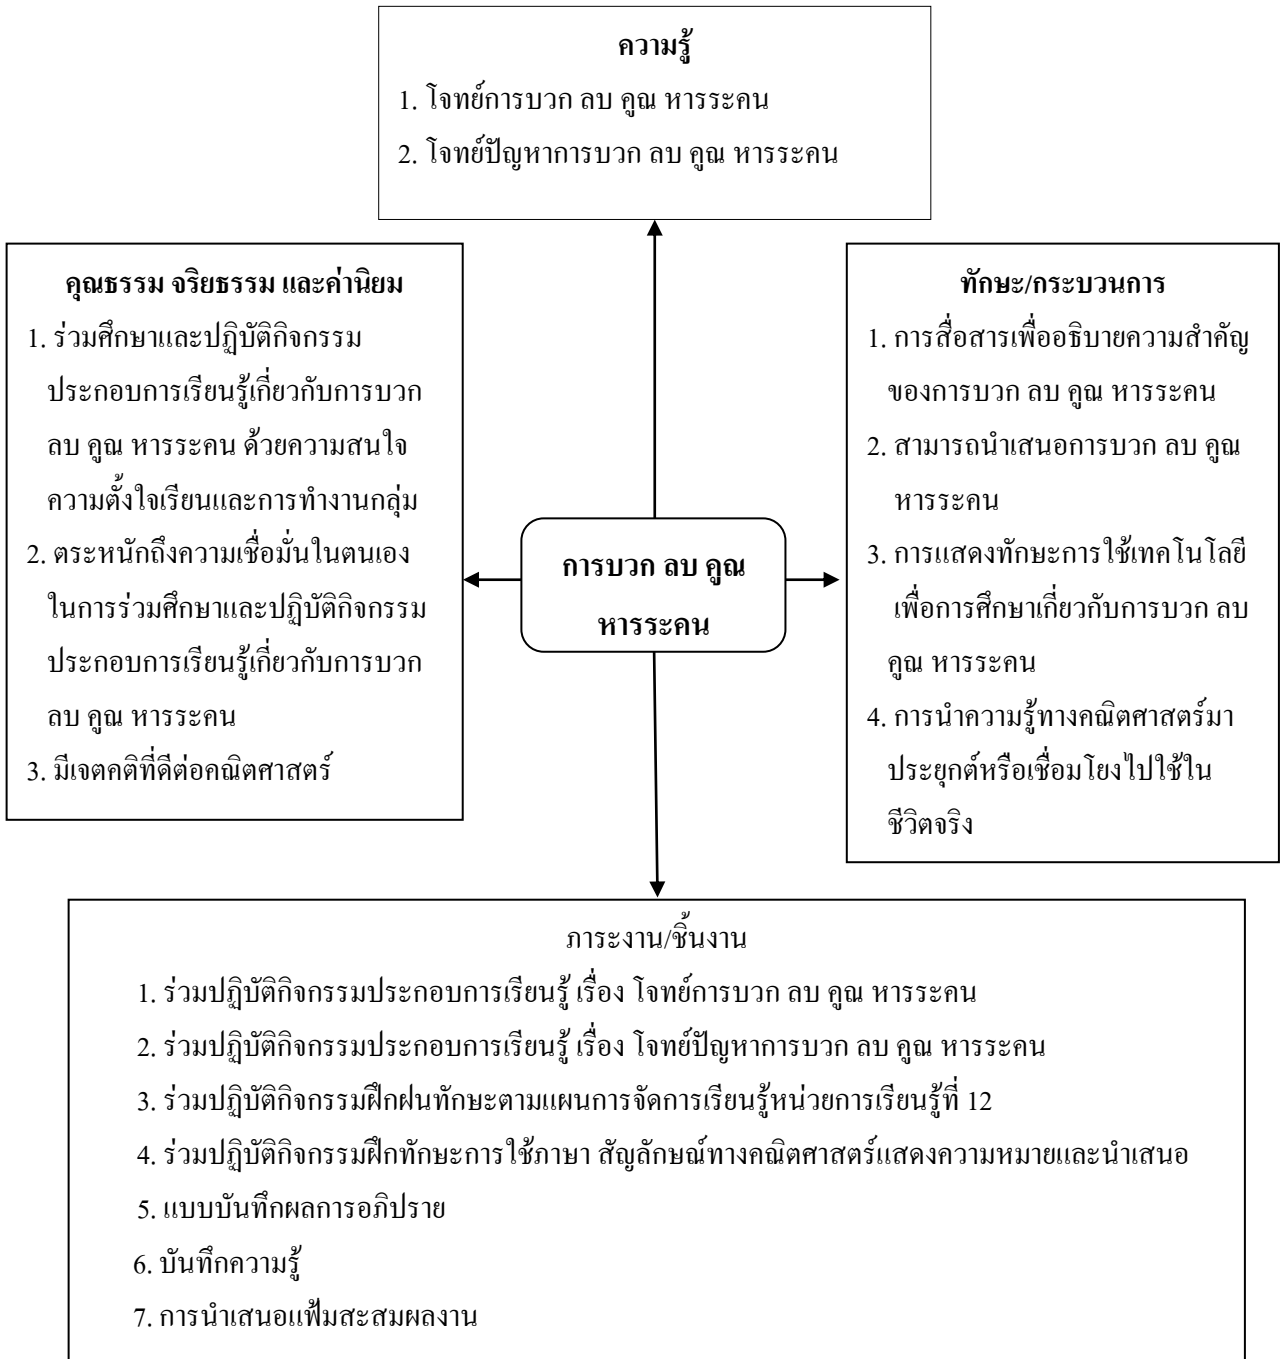 ความรู้
1. โจทย์การบวก ลบ คูณ หารระคน
2. โจทย์ปัญหาการบวก ลบ คูณ หารระคน
คุณธรรม จริยธรรม และค่านิยม
1. ร่วมศึกษาและปฏิบัติกิจกรรม
ประกอบการเรียนรู้เกี่ยวกับการบวก
ลบ คูณ หารระคน ด้วยความสนใจ
ความตั้งใจเรียนและการทำงานกลุ่ม
2. ตระหนักถึงความเชื่อมั่นในตนเอง
ในการร่วมศึกษาและปฏิบัติกิจกรรม
ประกอบการเรียนรู้เกี่ยวกับการบวก
ลบ คูณ หารระคน
3. มีเจตคติที่ดีต่อคณิตศาสตร์
การบวก ลบ คูณ
หารระคน
ทักษะ/กระบวนการ
1. การสื่อสารเพื่ออธิบายความสำคัญ
ของการบวก ลบ คูณ หารระคน
2. สามารถนำเสนอการบวก ลบ คูณ
หารระคน
3. การแสดงทักษะการใช้เทคโนโลยี
เพื่อการศึกษาเกี่ยวกับการบวก ลบ
คูณ หารระคน
4. การนำความรู้ทางคณิตศาสตร์มา
ประยุกต์หรือเชื่อมโยงไปใช้ใน
ชีวิตจริง
ภาระงาน/ชิ้นงาน
1. ร่วมปฏิบัติกิจกรรมประกอบการเรียนรู้ เรื่อง โจทย์การบวก ลบ คูณ หารระคน
2. ร่วมปฏิบัติกิจกรรมประกอบการเรียนรู้ เรื่อง โจทย์ปัญหาการบวก ลบ คูณ หารระคน
3. ร่วมปฏิบัติกิจกรรมฝึกฝนทักษะตามแผนการจัดการเรียนรู้หน่วยการเรียนรู้ที่ 12
4. ร่วมปฏิบัติกิจกรรมฝึกทักษะการใช้ภาษา สัญลักษณ์ทางคณิตศาสตร์แสดงความหมายและนำเสนอ
5. แบบบันทึกผลการอภิปราย
6. บันทึกความรู้
7. การนำเสนอแฟ้มสะสมผลงาน